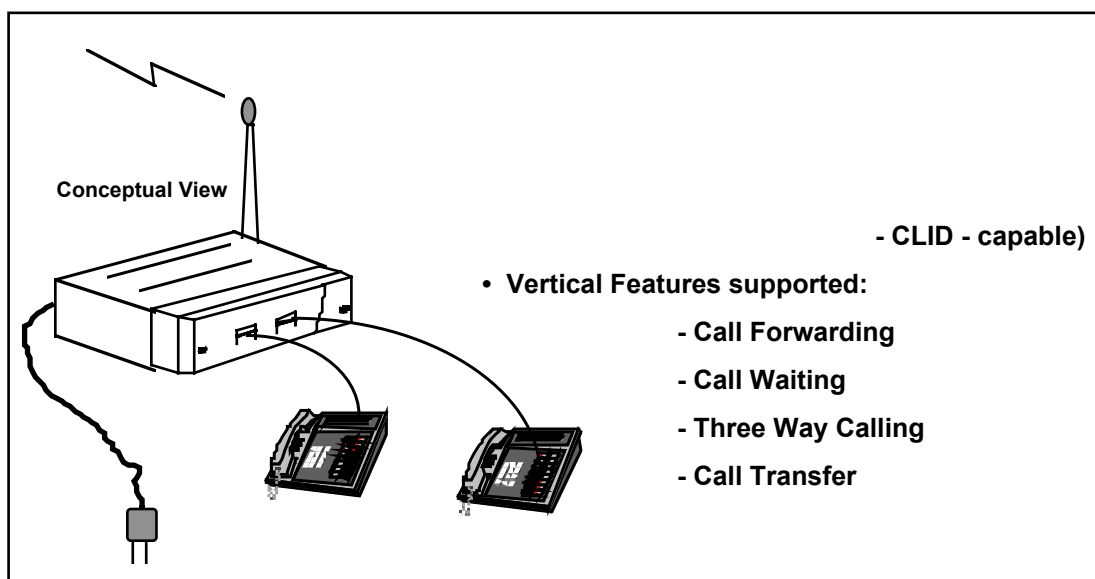 Conceptual View
- CLID - capable)
• Vertical Features supported:
- Call Forwarding
- Call Waiting
- Three Way Calling
- Call Transfer